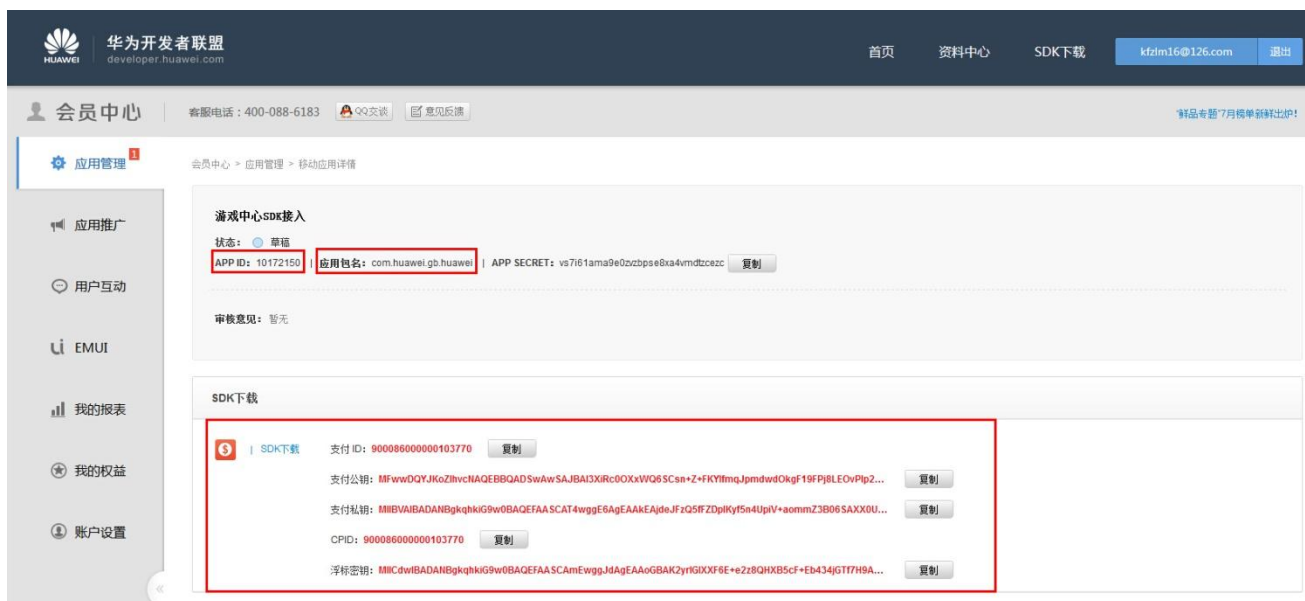 华为开发者联盟
HUAWEI developer.huawei.com
首页 资料中心 SDK下载 kfzlm16@126.com 退出
会员中心 客服电话：400-088-6183 QQ交谈 意见反馈 "鲜品专题"7月榜单新鲜出炉!
应用管理 1
会员中心 > 应用管理 > 移动应用详情
游戏中心SDK接入
应用推广
状态： 草稿
APP ID：10172150 | 应用包名：com.huawei.gb.huawei | APP SECRET：vs7i61ama9e0zvzbpse8xa4vmdtzcezc 复制
用户互动
审核意见：暂无
EMUI
SDK下载
我的报表
| SDK下载 支付 ID：900086000000103770 复制
我的权益
支付公钥：MFwwDQYJKoZIhvcNAQEBBQADSwAwSAJBAI3XiRc0OXxWQ6SCsn+Z+FKYlfmqJpmdwdOkgF19FPj8LEOvPlp2... 复制
支付私钥：MIIBVAIBADANBgkqhkiG9w0BAQEFAASCAT4wggE6AgEAAkEAjdeJFzQ5fFZDpIKyf5n4UpiV+aommZ3B06SAXX0U... 复制
账户设置
CPID：900086000000103770 复制
浮标密钥：MIICdwIBADANBgkqhkiG9w0BAQEFAASCAmEwggJdAgEAAoGBAK2yrlGIXXF6E+e2z8QHXB5cF+Eb434jGTf7H9A... 复制